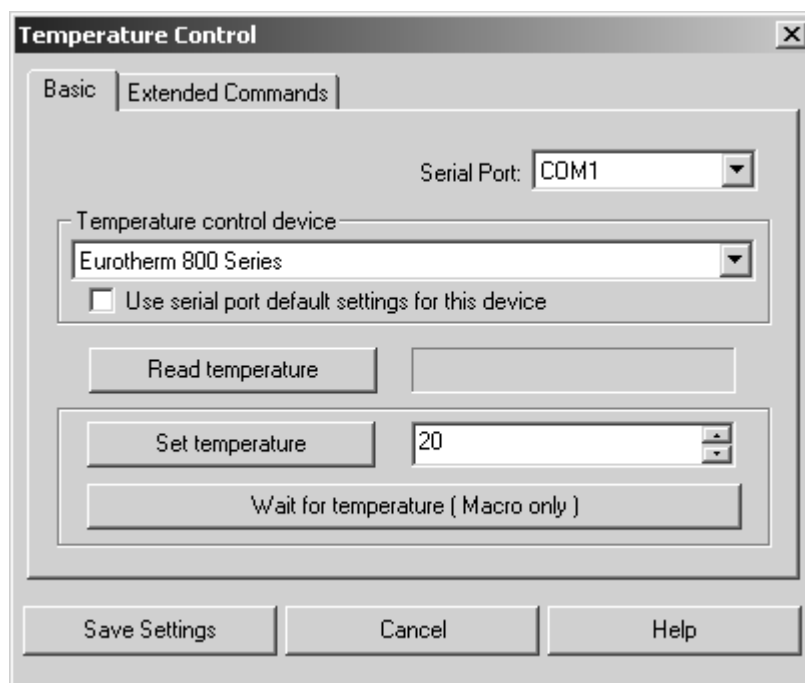 Temperature Control
Basic
Extended Commands
Serial Port: COM1
Temperature control device
Eurotherm 800 Series
Use serial port default settings for this device
Read temperature
Set temperature 20
Wait for temperature ( Macro only )
Save Settings Cancel Help